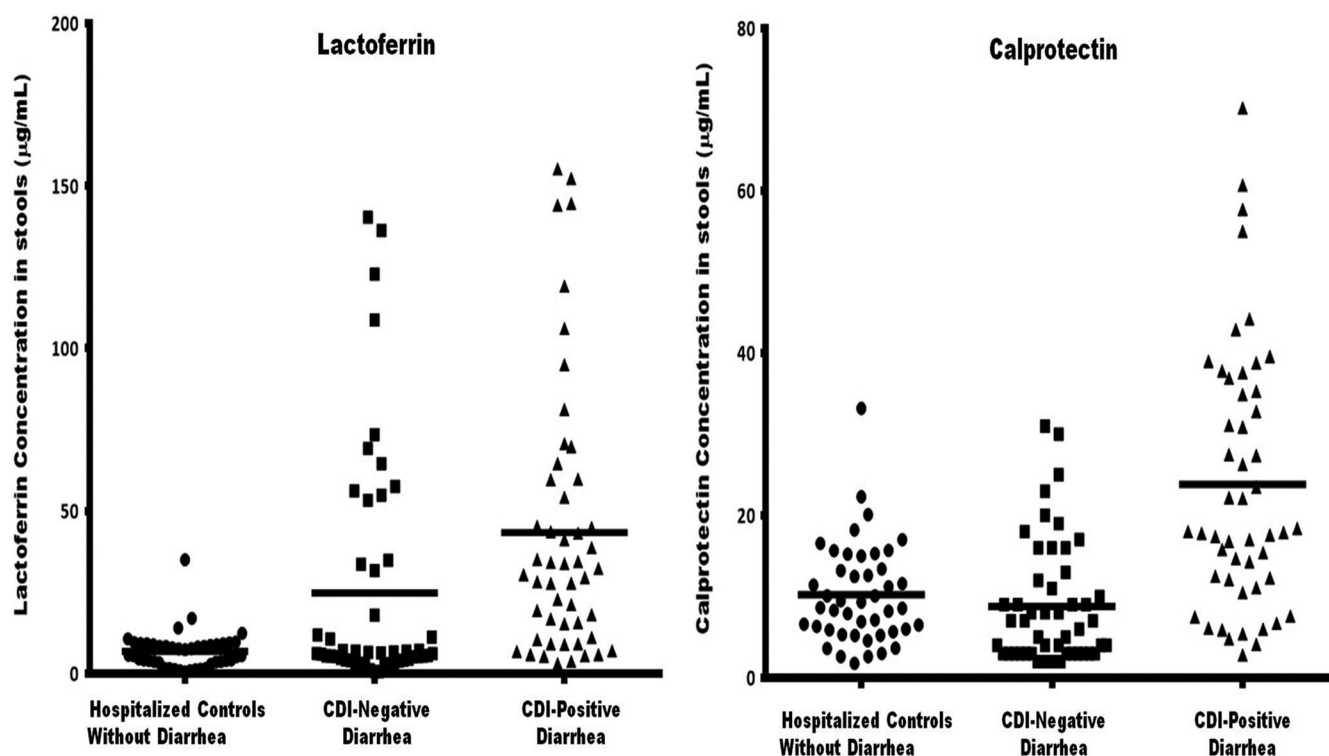 Lactoferrin
Lactoferrin Concentration in stools (µg/mL)
200
150
100
50
0
Hospitalized Controls
Without Diarrhea
CDI-Negative
Diarrhea
CDI-Positive
Diarrhea
Calprotectin
Calprotectin Concentration in stools (µg/mL)
80
60
40
20
0
Hospitalized Controls
Without Diarrhea
CDI-Negative
Diarrhea
CDI-Positive
Diarrhea